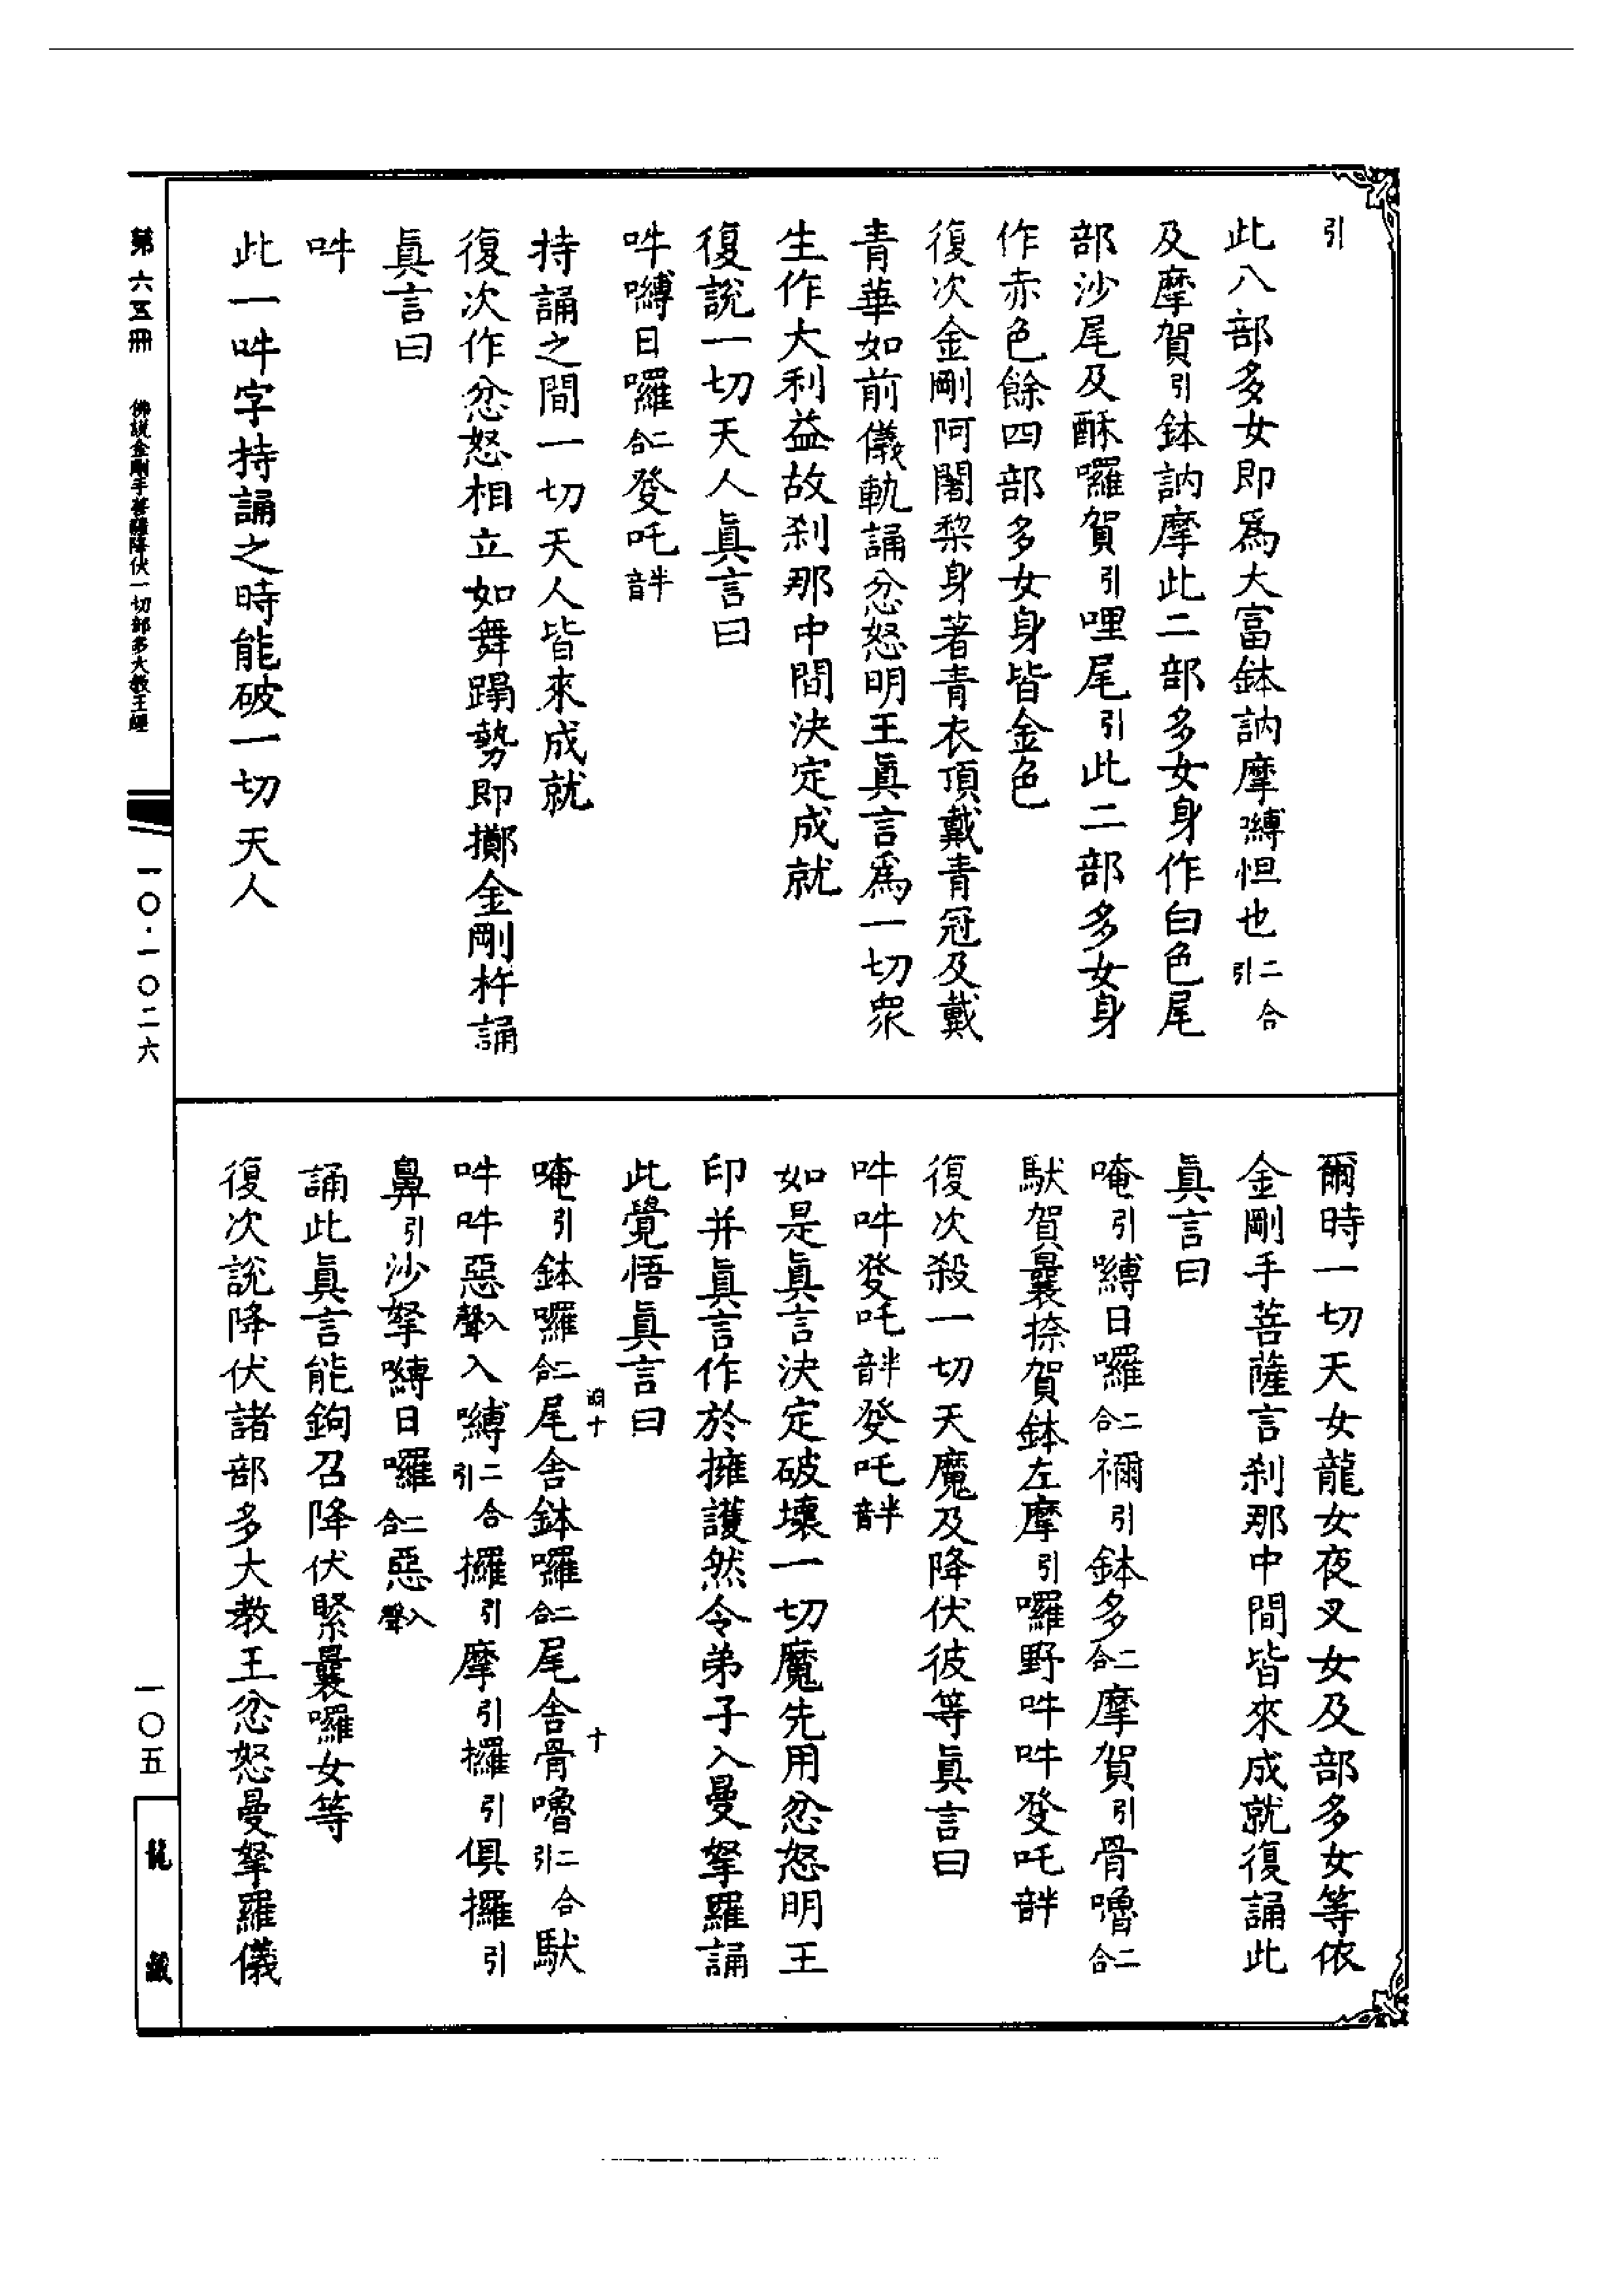 引
此八部多女即為大富鉢訥摩嚩怛也二合引
及摩賀引鉢訥摩此二部多女身作白色尾
部沙尾及酥囉賀引哩尾引此二部多女身
作赤色餘四部多女身皆金色
復次金剛阿闍梨身著青衣頂戴青冠及戴
青華如前儀軌誦忿怒明王眞言為一切眾
生作大利益故刹那中間決定成就
復說一切天人眞言曰
吽嚩日囉二合發吒半音
持誦之間一切天人皆來成就
復次作忿怒相立如舞蹋勢即擲金剛杵誦
眞言曰
吽
此一吽字持誦之時能破一切天人
爾時一切天女龍女夜叉女及部多女等依
金剛手菩薩言刹那中間皆來成就復誦此
眞言曰
唵引嚩日囉二合禰引鉢多二合摩賀引骨嚕二合
馱賀曩捺賀鉢左摩引囉野吽吽發吒半音
復次殺一切天魔及降伏彼等眞言曰
吽吽發吒半音發吒半音
如是眞言決定破壞一切魔先用忿怒明王
印并眞言作於擁護然令弟子入曼拏羅誦
此覺悟眞言曰
唵引鉢囉二合尾舍鉢囉二合尾舍骨嚕二合引馱
吽吽惡入聲入嚩二合引攞引摩引攞引俱攞引
鼻引沙拏嚩日囉二合惡入聲
誦此眞言能鉤召降伏緊曩囉女等
復次說降伏諸部多大教王忿怒曼拏羅儀
第六五冊
佛說金剛手菩薩降伏一切部多大教王經
一〇·一〇二六
一〇五
龍藏